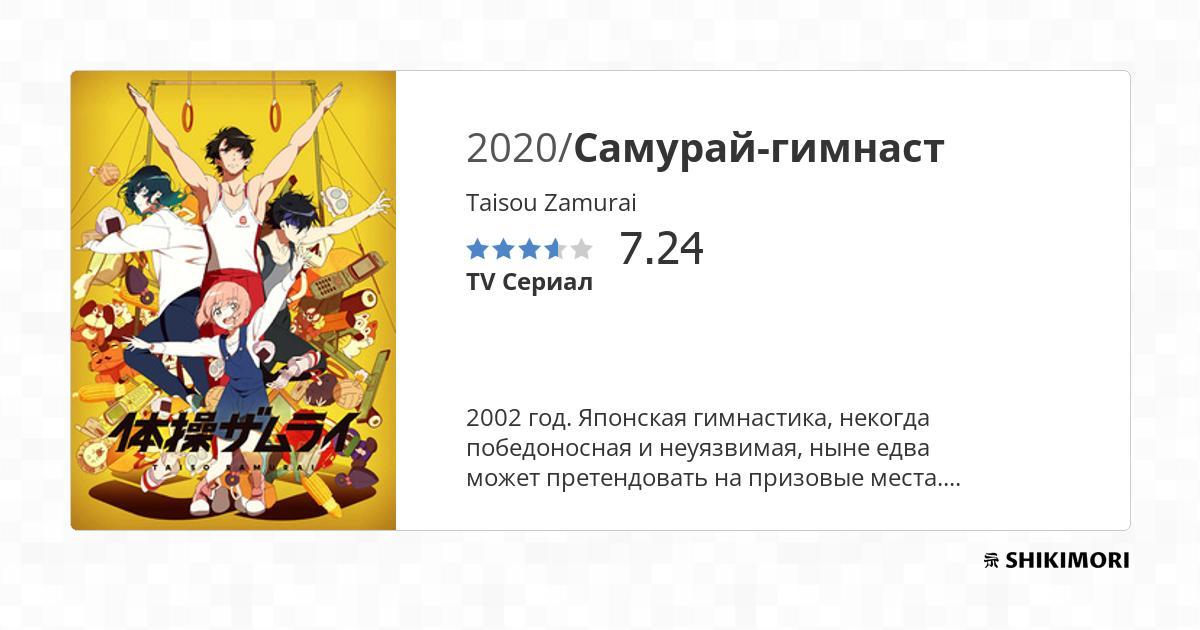 2020/Самурай-гимнаст
Taisou Zamurai
7.24
TV Сериал
2002 год. Японская гимнастика, некогда
победоносная и неуязвимая, ныне едва
может претендовать на призовые места....
体操ザムライ
TAISO SAMURAI
SHIKIMORI